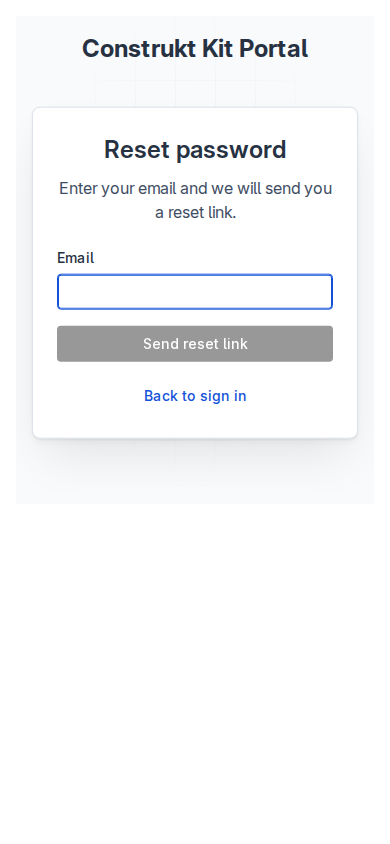 Construkt Kit Portal
Reset password
Enter your email and we will send you
a reset link.
Email
Send reset link
Back to sign in